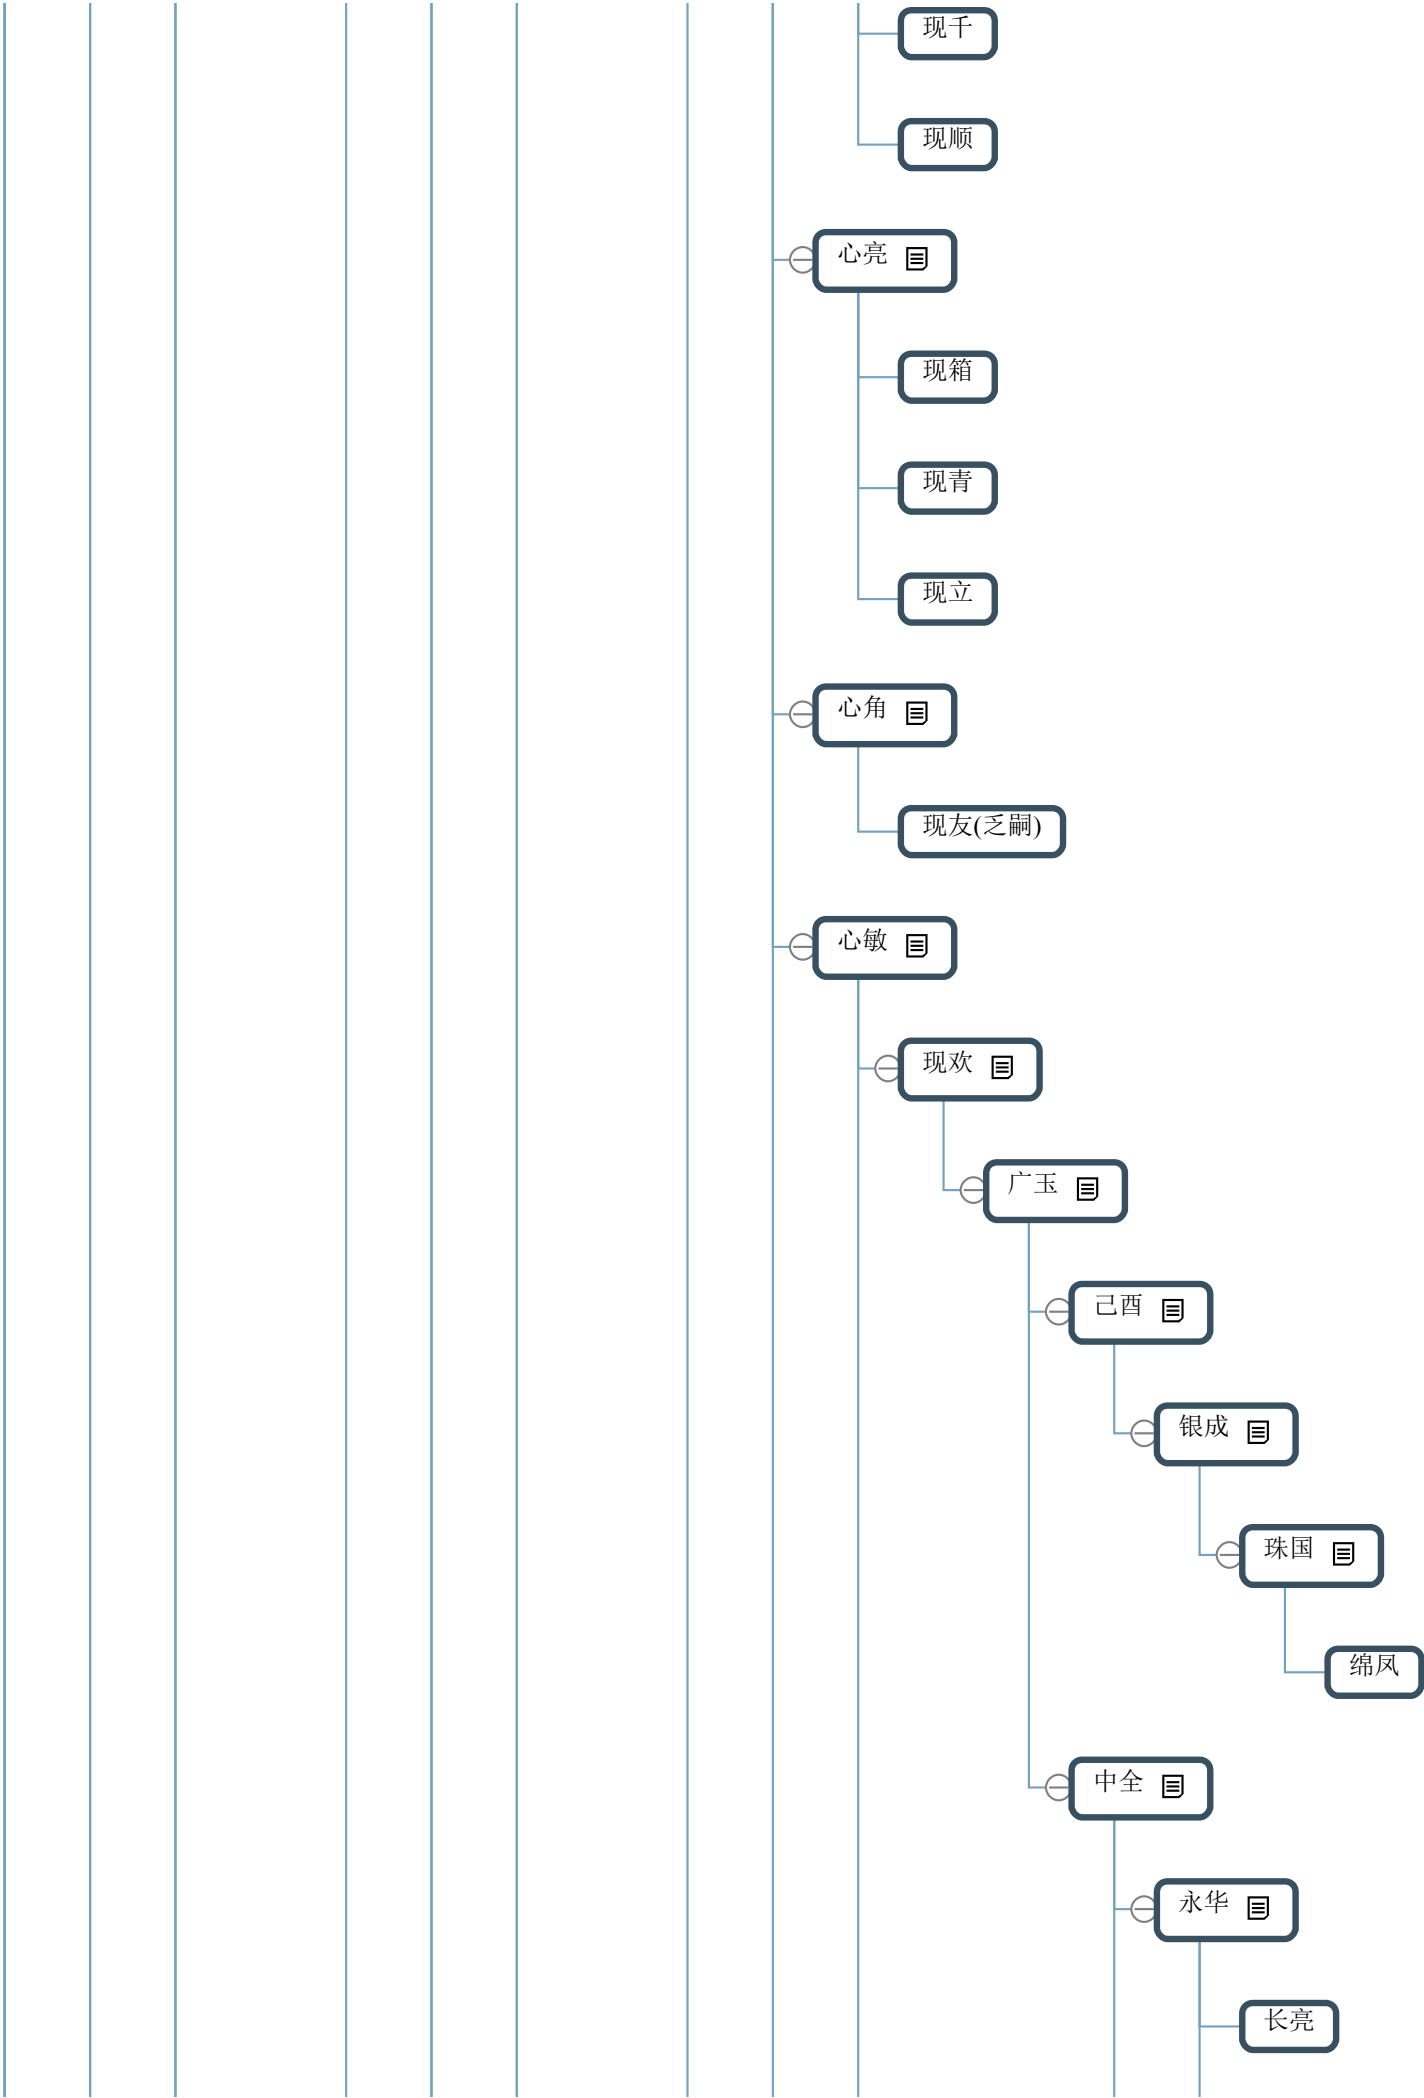 现千
现顺
心亮
现箱
现青
现立
心角
现友(乏嗣)
心敏
现欢
广玉
己酉
银成
珠国
绵凤
中全
永华
长亮